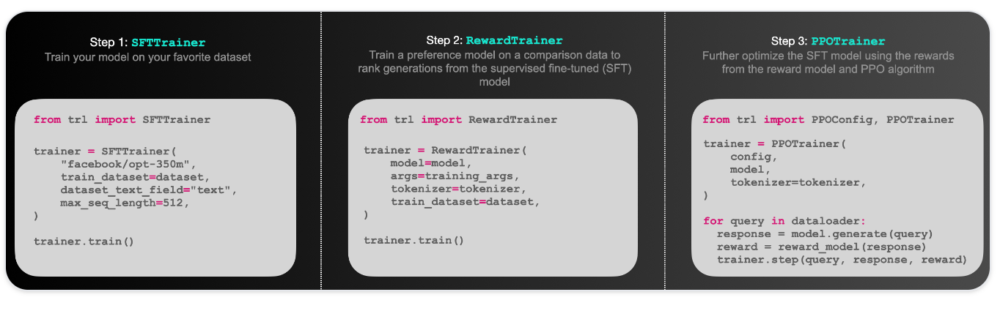 Step 1: SFTTrainer
Train your model on your favorite dataset
from trl import SFTTrainer
trainer = SFTTrainer(
"facebook/opt-350m",
train_dataset=dataset,
dataset_text_field="text",
max_seq_length=512,
)
trainer.train()
Step 2: RewardTrainer
Train a preference model on a comparison data to
rank generations from the supervised fine-tuned (SFT)
model
from trl import RewardTrainer
trainer = RewardTrainer(
model=model,
args=training_args,
tokenizer=tokenizer,
train_dataset=dataset,
)
trainer.train()
Step 3: PPOTrainer
Further optimize the SFT model using the rewards
from the reward model and PPO algorithm
from trl import PPOConfig, PPOTrainer
trainer = PPOTrainer(
config,
model,
tokenizer=tokenizer,
)
for query in dataloader:
response = model.generate(query)
reward = reward_model(response)
trainer.step(query, response, reward)